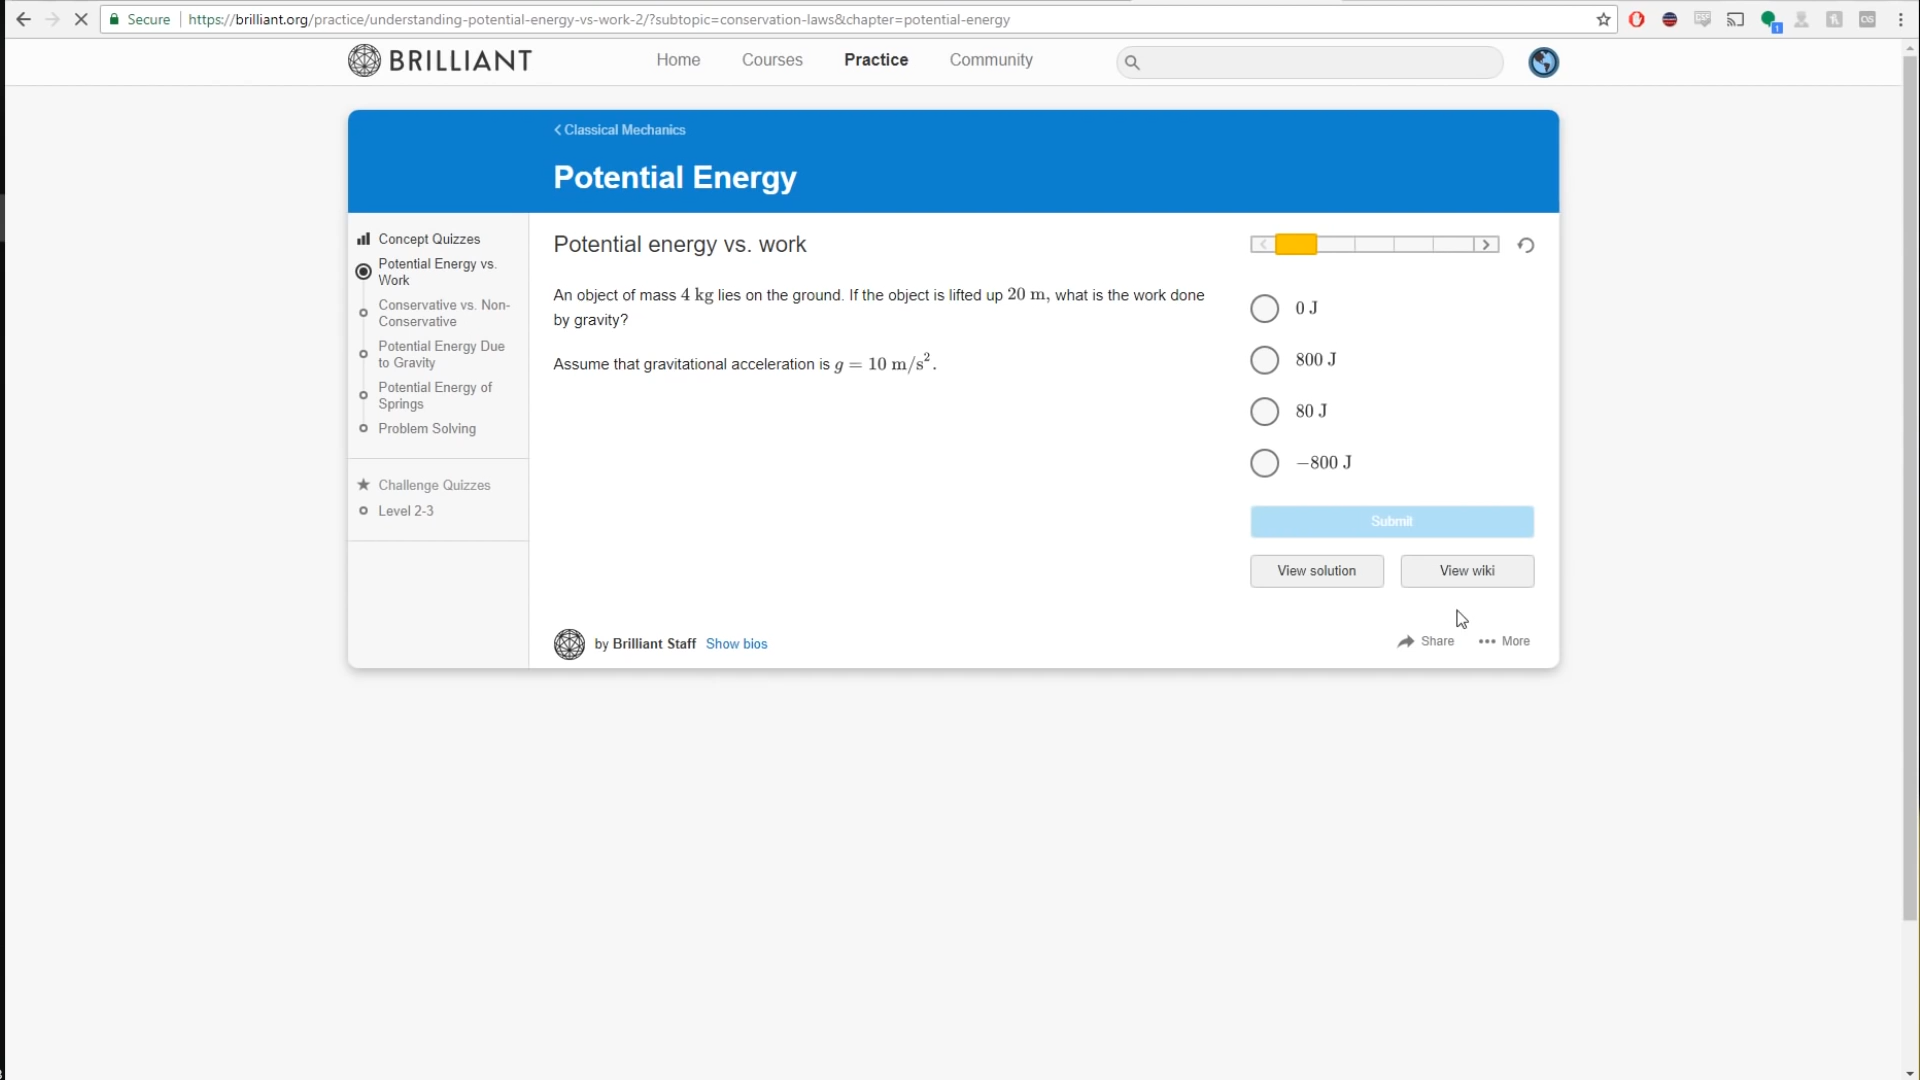 Secure https://brilliant.org/practice/understanding-potential-energy-vs-work-2/?subtopic=conservation-laws&chapter=potential-energy
BRILLIANT Home Courses Practice Community
< Classical Mechanics
Potential Energy
Concept Quizzes
Potential Energy vs.
Work
Conservative vs. Non-
Conservative
Potential Energy Due
to Gravity
Potential Energy of
Springs
Problem Solving
Challenge Quizzes
Level 2-3
Potential energy vs. work
An object of mass 4 kg lies on the ground. If the object is lifted up 20 m, what is the work done
by gravity?
Assume that gravitational acceleration is g = 10 m/s².
0 J
800 J
80 J
−800 J
Submit
View solution View wiki
by Brilliant Staff Show bios
Share More